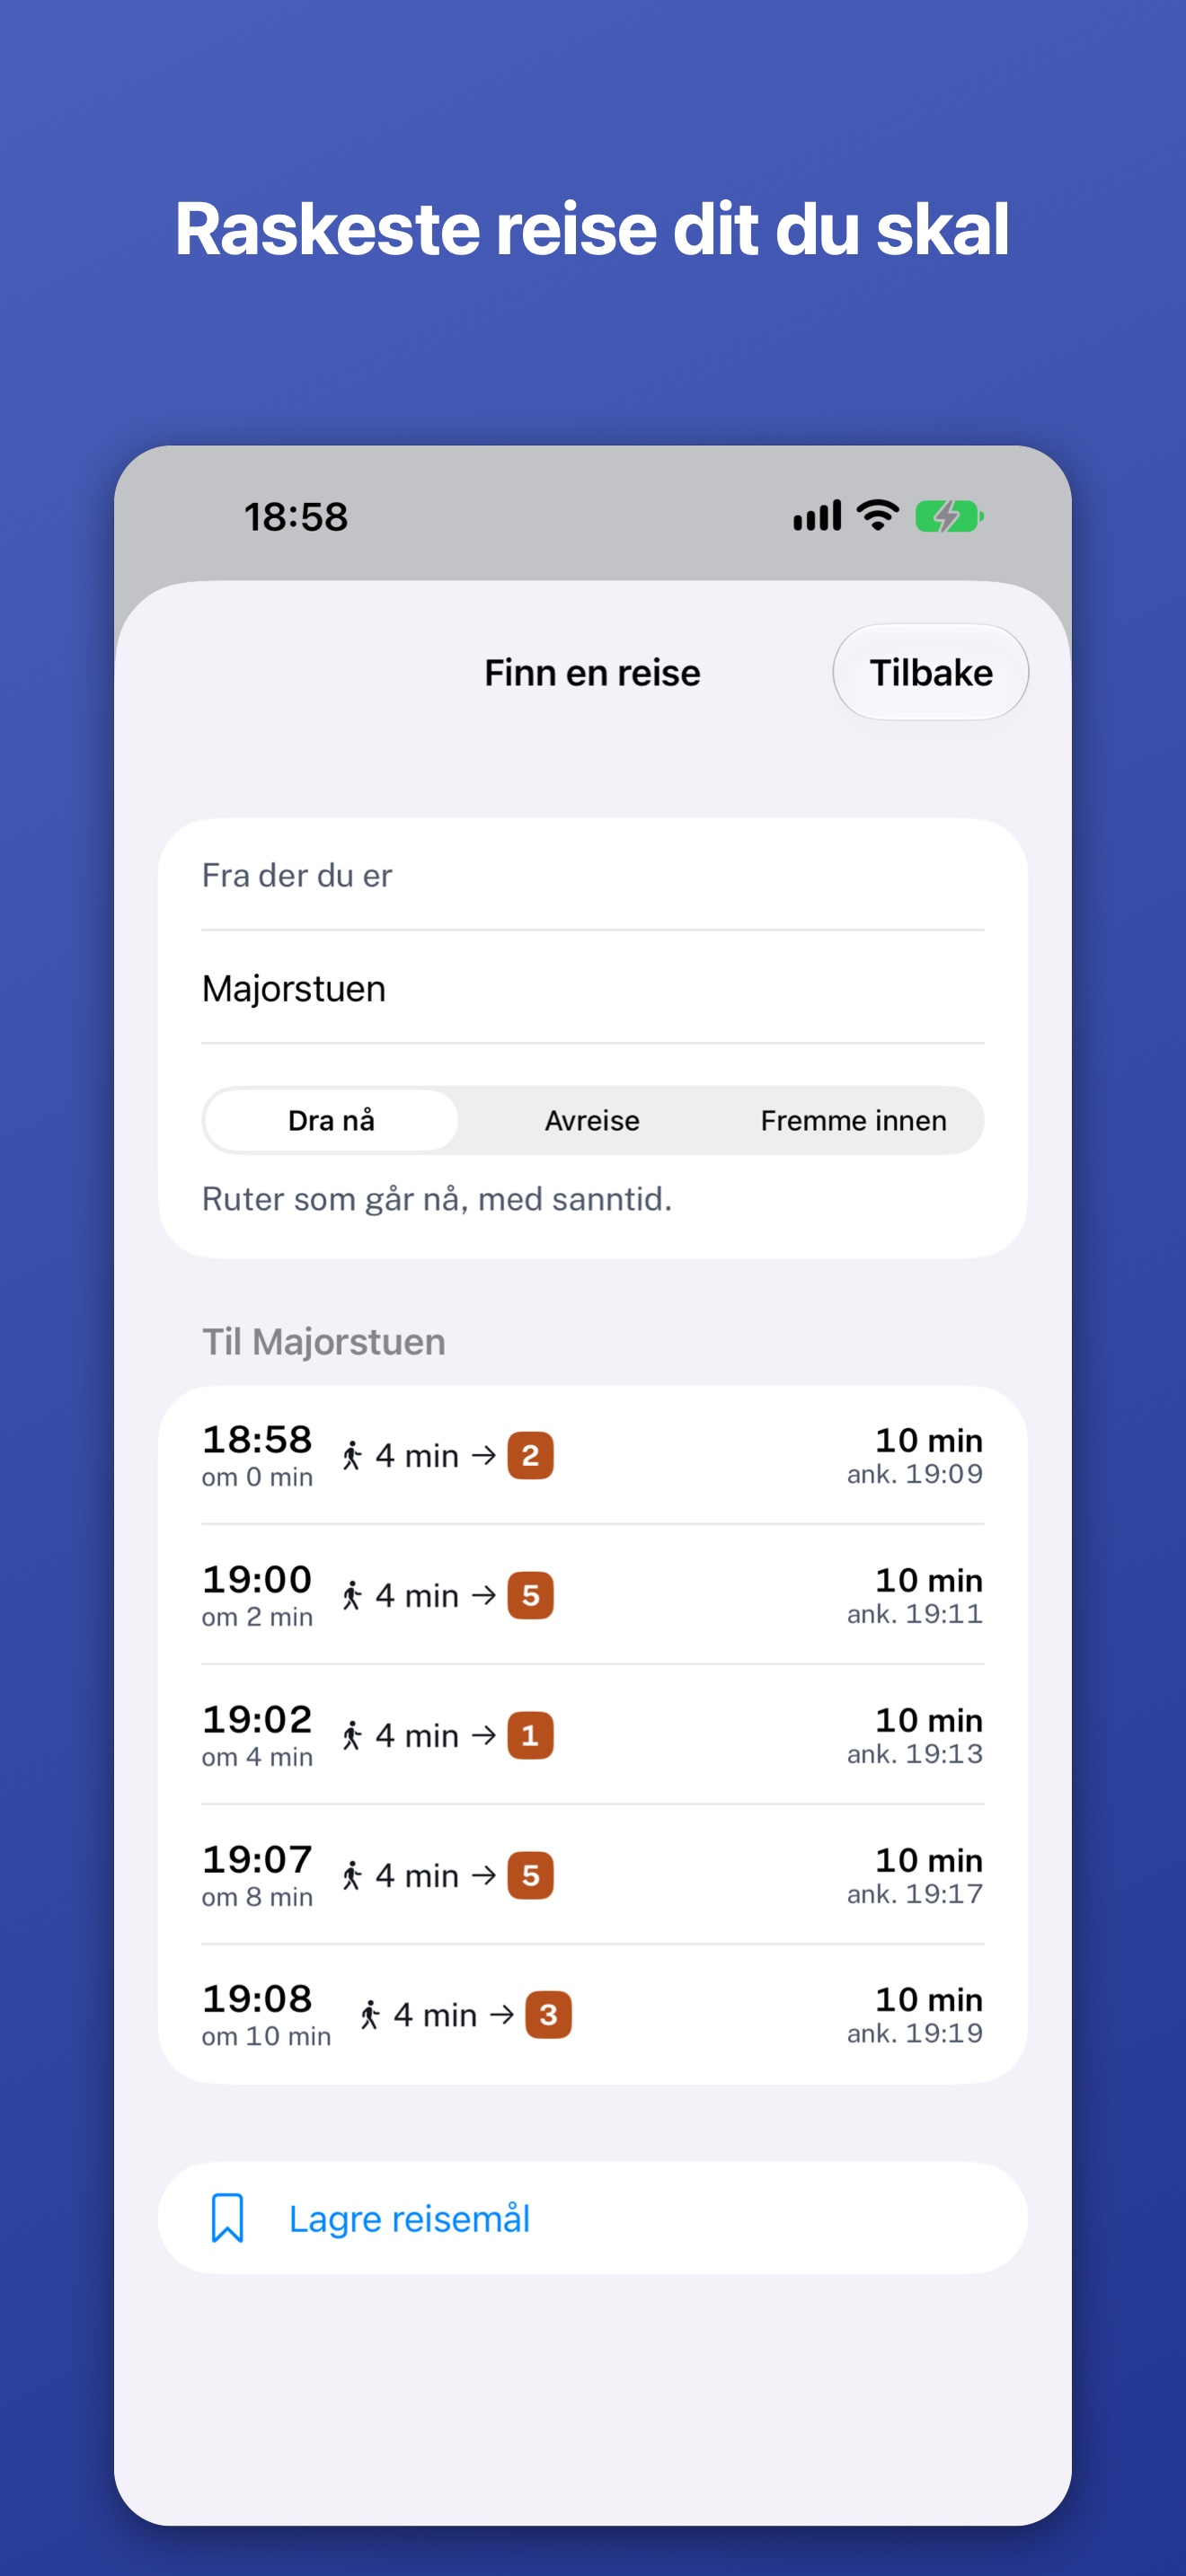 Raskeste reise dit du skal
18:58
Finn en reise
Tilbake
Fra der du er
Majorstuen
Dra nå
Avreise
Fremme innen
Ruter som går nå, med sanntid.
Til Majorstuen
18:58 4 min → 2 10 min
om 0 min ank. 19:09
19:00 4 min → 5 10 min
om 2 min ank. 19:11
19:02 4 min → 1 10 min
om 4 min ank. 19:13
19:07 4 min → 5 10 min
om 8 min ank. 19:17
19:08 4 min → 3 10 min
om 10 min ank. 19:19
Lagre reisemål